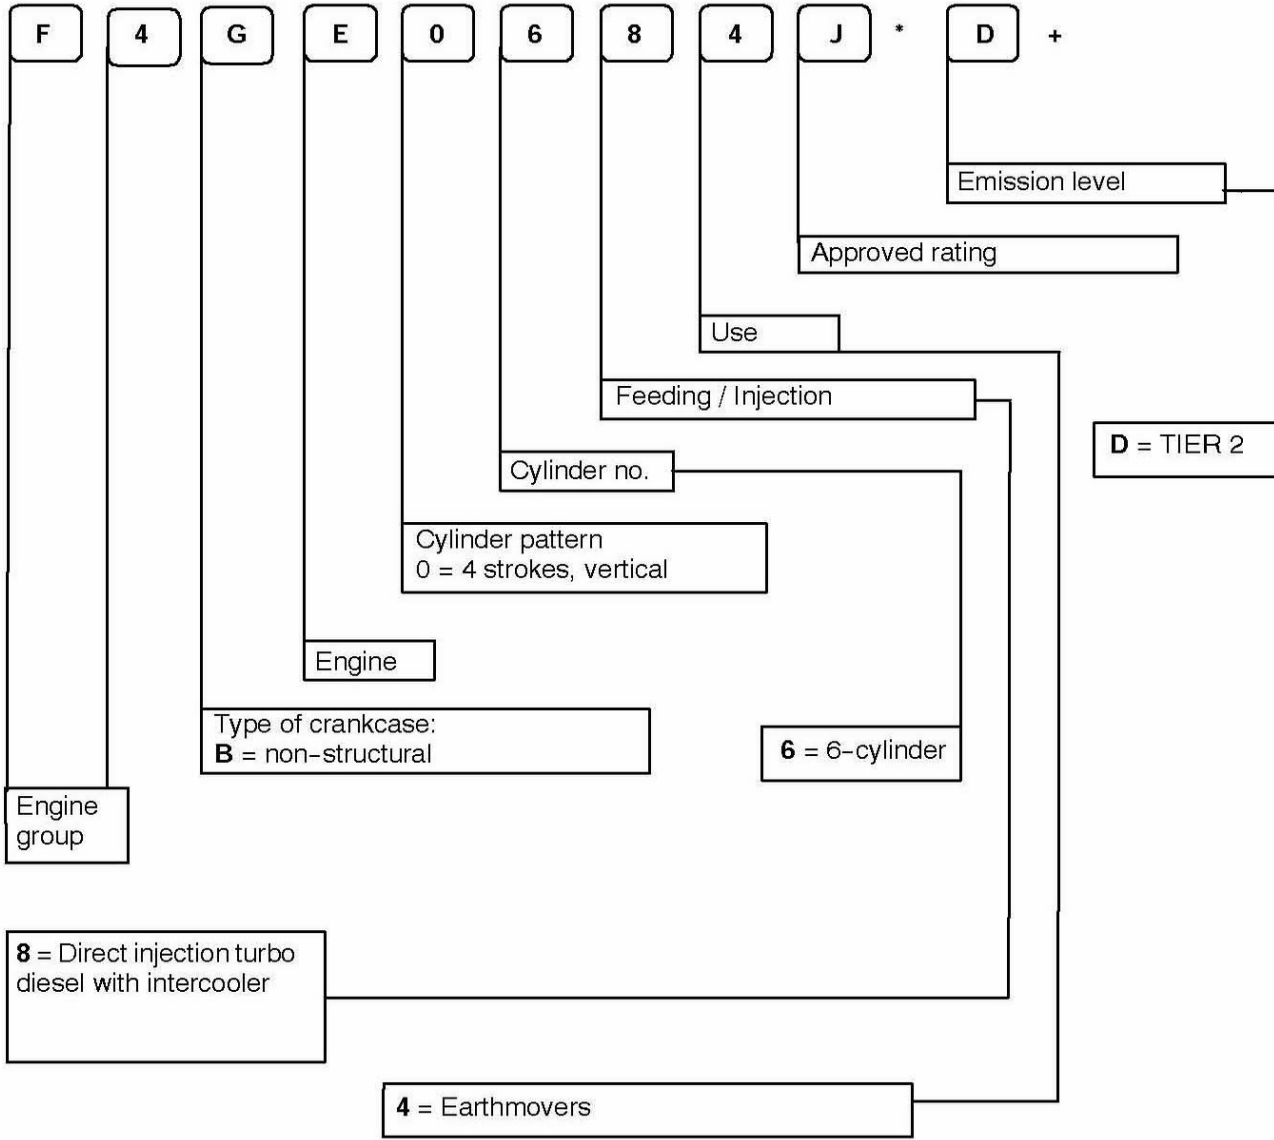 F 4 G E 0 6 8 4 J * D +
Emission level
Approved rating
Use
Feeding / Injection
D = TIER 2
Cylinder no.
Cylinder pattern
0 = 4 strokes, vertical
Engine
Type of crankcase:
B = non-structural
6 = 6-cylinder
Engine
group
8 = Direct injection turbo
diesel with intercooler
4 = Earthmovers